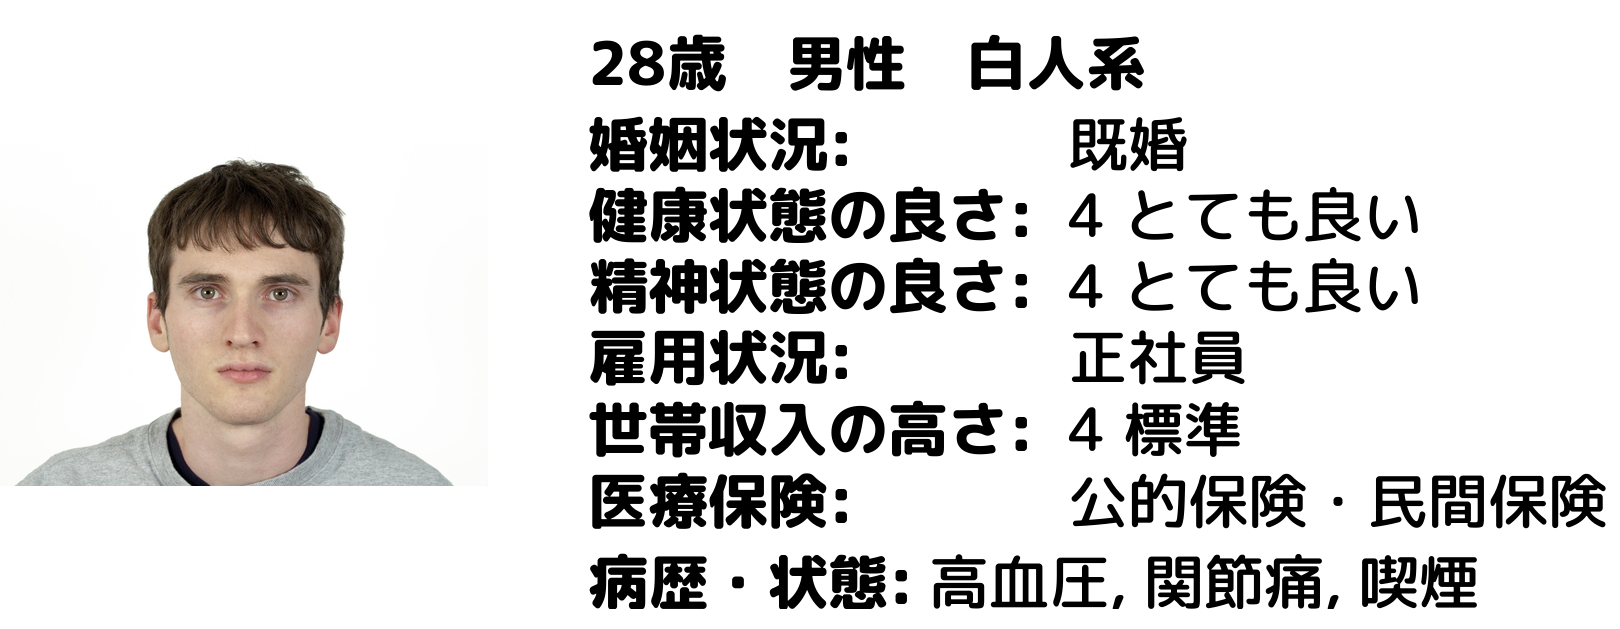 28歳　男性　白人系
婚姻状況: 既婚
健康状態の良さ: 4 とても良い
精神状態の良さ: 4 とても良い
雇用状況: 正社員
世帯収入の高さ: 4 標準
医療保険: 公的保険・民間保険
病歴・状態: 高血圧, 関節痛, 喫煙